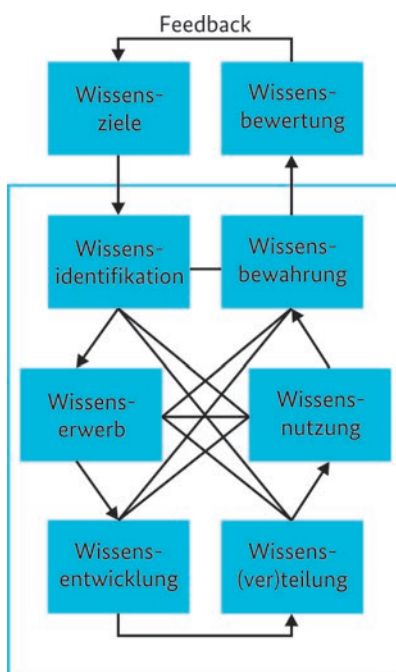 Feedback
Wissens-
ziele
Wissens-
bewertung
Wissens-
identifikation
Wissens-
bewahrung
Wissens-
erwerb
Wissens-
nutzung
Wissens-
entwicklung
Wissens-
(ver)teilung